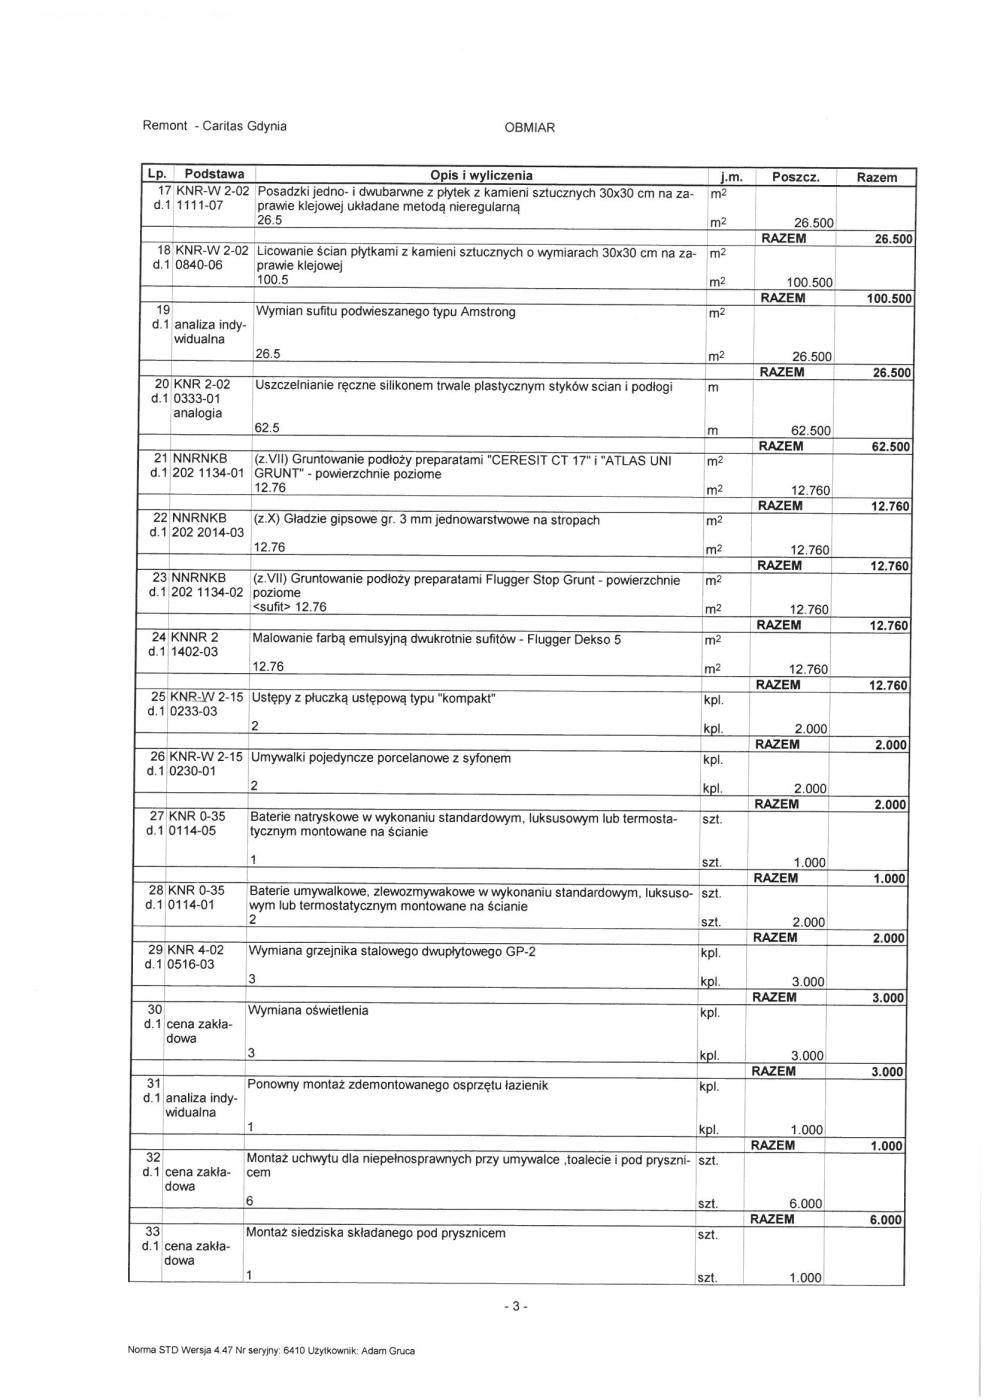 Remont - Caritas Gdynia OBMIAR
Lp. Podstawa Opis i wyliczenia j.m. Poszcz. Razem
17 KNR-W 2-02 Posadzki jedno- i dwubarwne z płytek z kamieni sztucznych 30x30 cm na za- m2
d.1 1111-07 prawie klejowej układane metodą nieregularną
26.5 m2 26.500
RAZEM 26.500
18 KNR-W 2-02 Licowanie ścian płytkami z kamieni sztucznych o wymiarach 30x30 cm na za- m2
d.1 0840-06 prawie klejowej
100.5 m2 100.500
RAZEM 100.500
19 Wymian sufitu podwieszanego typu Amstrong m2
d.1 analiza indy-
widualna
26.5 m2 26.500
RAZEM 26.500
20 KNR 2-02 Uszczelnianie ręczne silikonem trwale plastycznym styków scian i podłogi m
d.1 0333-01
analogia
62.5 m 62.500
RAZEM 62.500
21 NNRNKB (z.VII) Gruntowanie podłoży preparatami "CERESIT CT 17" i "ATLAS UNI m2
d.1 202 1134-01 GRUNT" - powierzchnie poziome
12.76 m2 12.760
RAZEM 12.760
22 NNRNKB (z.X) Gładzie gipsowe gr. 3 mm jednowarstwowe na stropach m2
d.1 202 2014-03
12.76 m2 12.760
RAZEM 12.760
23 NNRNKB (z.VII) Gruntowanie podłoży preparatami Flugger Stop Grunt - powierzchnie m2
d.1 202 1134-02 poziome
<sufit> 12.76 m2 12.760
RAZEM 12.760
24 KNNR 2 Malowanie farbą emulsyjną dwukrotnie sufitów - Flugger Dekso 5 m2
d.1 1402-03
12.76 m2 12.760
RAZEM 12.760
25 KNR-W 2-15 Ustępy z płuczką ustępową typu "kompakt" kpl.
d.1 0233-03
2 kpl. 2.000
RAZEM 2.000
26 KNR-W 2-15 Umywalki pojedyncze porcelanowe z syfonem kpl.
d.1 0230-01
2 kpl. 2.000
RAZEM 2.000
27 KNR 0-35 Baterie natryskowe w wykonaniu standardowym, luksusowym lub termosta- szt.
d.1 0114-05 tycznym montowane na ścianie
1 szt. 1.000
RAZEM 1.000
28 KNR 0-35 Baterie umywalkowe, zlewozmywakowe w wykonaniu standardowym, luksuso- szt.
d.1 0114-01 wym lub termostatycznym montowane na ścianie
2 szt. 2.000
RAZEM 2.000
29 KNR 4-02 Wymiana grzejnika stalowego dwupłytowego GP-2 kpl.
d.1 0516-03
3 kpl. 3.000
RAZEM 3.000
30 Wymiana oświetlenia kpl.
d.1 cena zakła-
dowa
3 kpl. 3.000
RAZEM 3.000
31 Ponowny montaż zdemontowanego osprzętu łazienik kpl.
d.1 analiza indy-
widualna
1 kpl. 1.000
RAZEM 1.000
32 Montaż uchwytu dla niepełnosprawnych przy umywalce ,toalecie i pod pryszni- szt.
d.1 cena zakła- cem
dowa
6 szt. 6.000
RAZEM 6.000
33 Montaż siedziska składanego pod prysznicem szt.
d.1 cena zakła-
dowa
1 szt. 1.000
- 3 -
Norma STD Wersja 4.47 Nr seryjny: 6410 Użytkownik: Adam Gruca